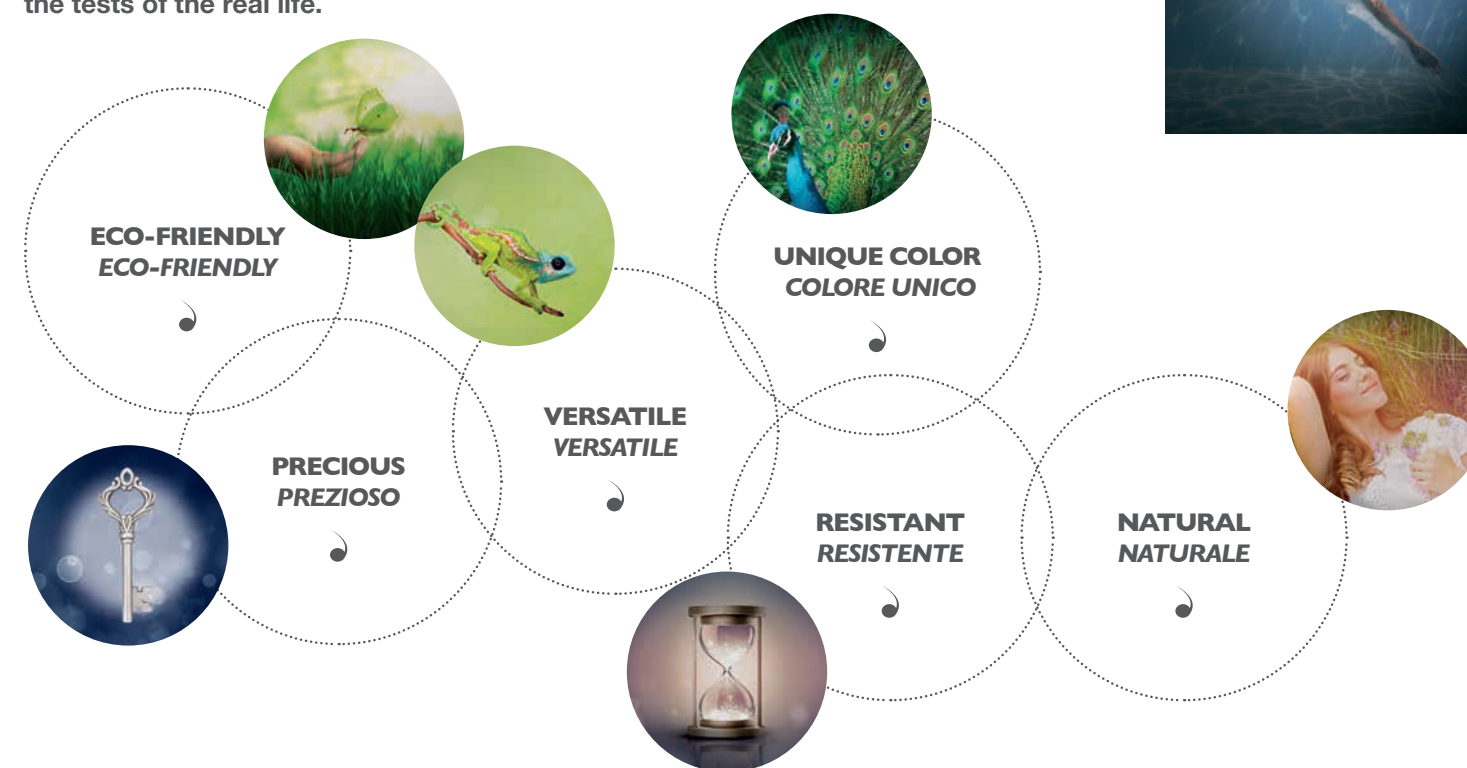 the tests of the real life.
ECO-FRIENDLY
ECO-FRIENDLY
UNIQUE COLOR
COLORE UNICO
VERSATILE
VERSATILE
PRECIOUS
PREZIOSO
RESISTANT
RESISTENTE
NATURAL
NATURALE